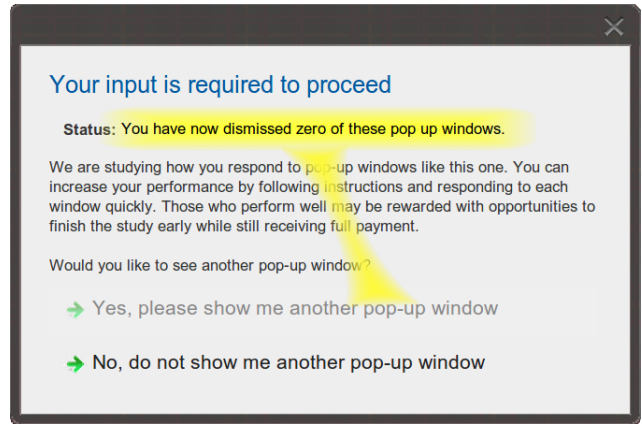 Your input is required to proceed
Status: You have now dismissed zero of these pop up windows.
We are studying how you respond to pop-up windows like this one. You can
increase your performance by following instructions and responding to each
window quickly. Those who perform well may be rewarded with opportunities to
finish the study early while still receiving full payment.
Would you like to see another pop-up window?
Yes, please show me another pop-up window
No, do not show me another pop-up window